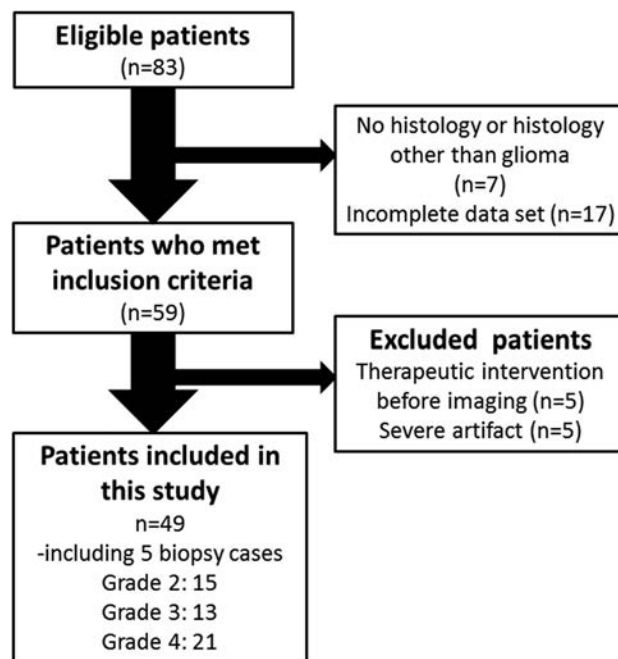 Eligible patients
(n=83)
No histology or histology
other than glioma
(n=7)
Incomplete data set (n=17)
Patients who met
inclusion criteria
(n=59)
Excluded patients
Therapeutic intervention
before imaging (n=5)
Severe artifact (n=5)
Patients included in
this study
n=49
-including 5 biopsy cases
Grade 2: 15
Grade 3: 13
Grade 4: 21